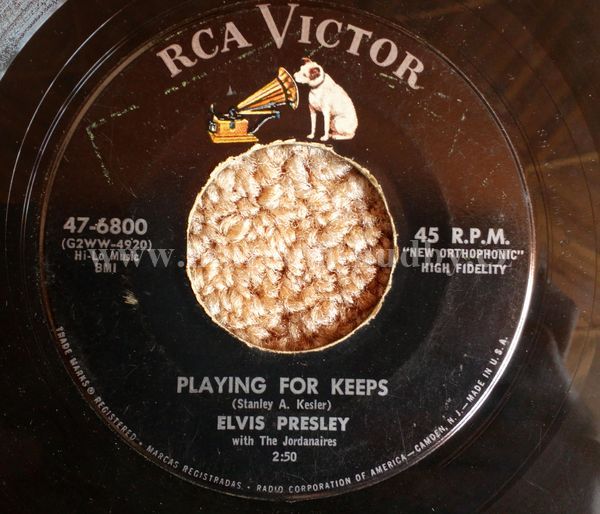 RCA VICTOR
47-6800
(G2WW-4920)
Hi-Lo Music
BMI
45 R.P.M.
"NEW ORTHOPHONIC"
HIGH FIDELITY
PLAYING FOR KEEPS
(Stanley A. Kesler)
ELVIS PRESLEY
with The Jordanaires
2:50
TRADE MARKS ® REGISTERED • MARCAS REGISTRADAS • RADIO CORPORATION OF AMERICA—CAMDEN, N. J.—MADE IN U.S.A.